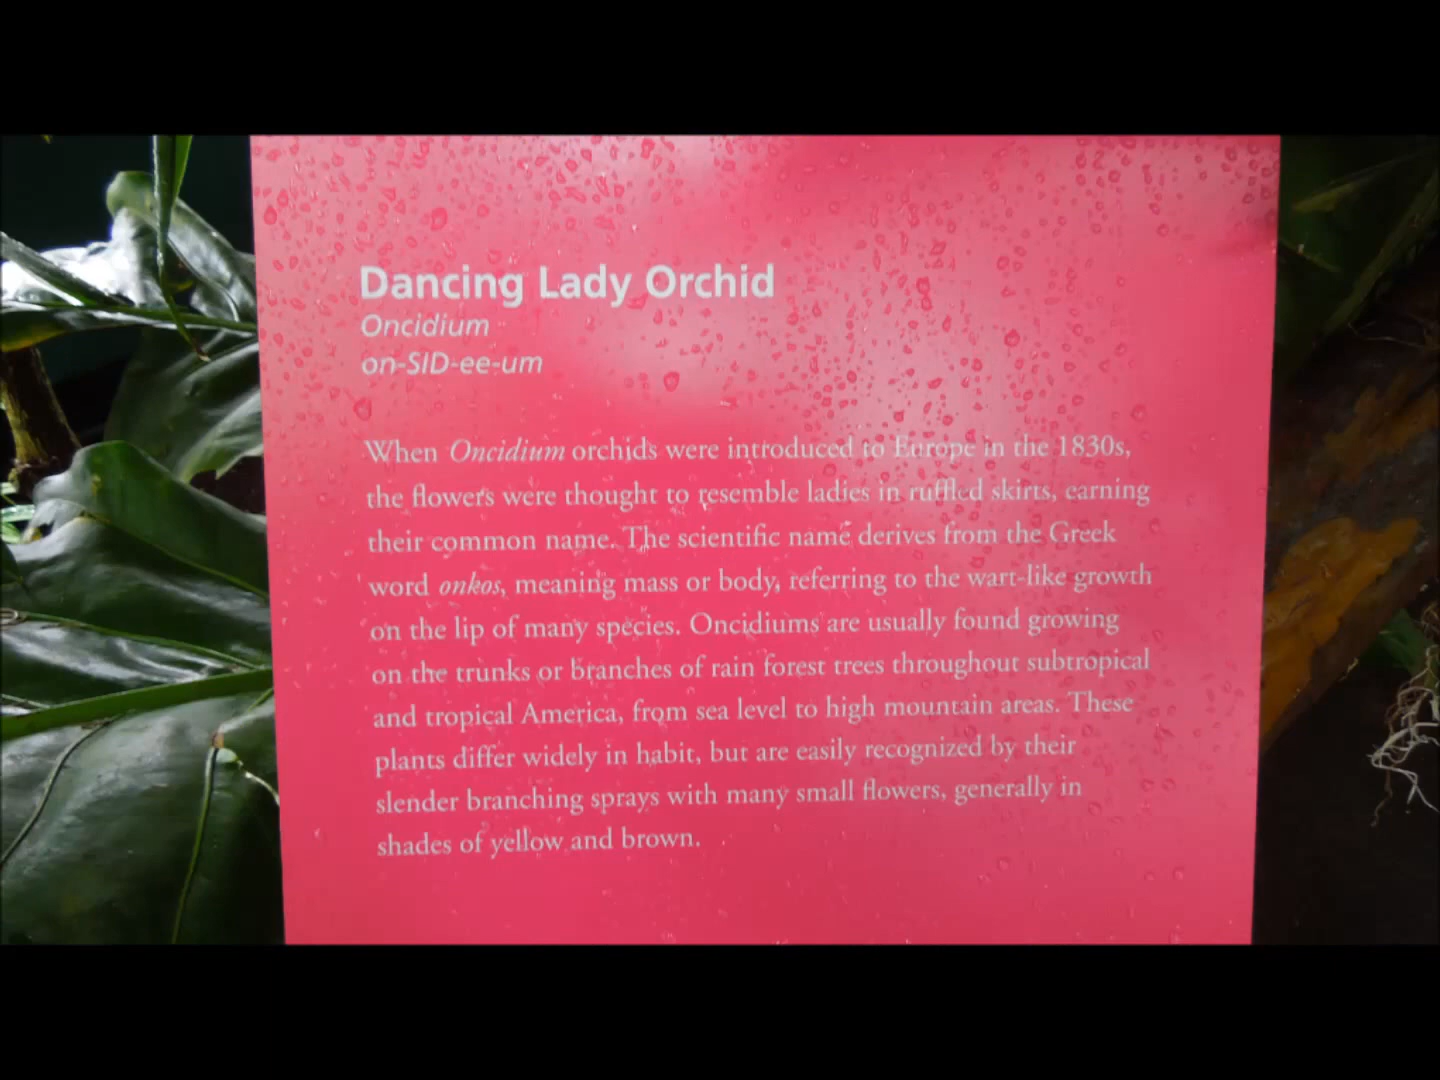 Dancing Lady Orchid
Oncidium
on-SID-ee-um
When Oncidium orchids were introduced to Europe in the 1830s,
the flowers were thought to resemble ladies in ruffled skirts, earning
their common name. The scientific name derives from the Greek
word onkos, meaning mass or body, referring to the wart-like growth
on the lip of many species. Oncidiums are usually found growing
on the trunks or branches of rain forest trees throughout subtropical
and tropical America, from sea level to high mountain areas. These
plants differ widely in habit, but are easily recognized by their
slender branching sprays with many small flowers, generally in
shades of yellow and brown.